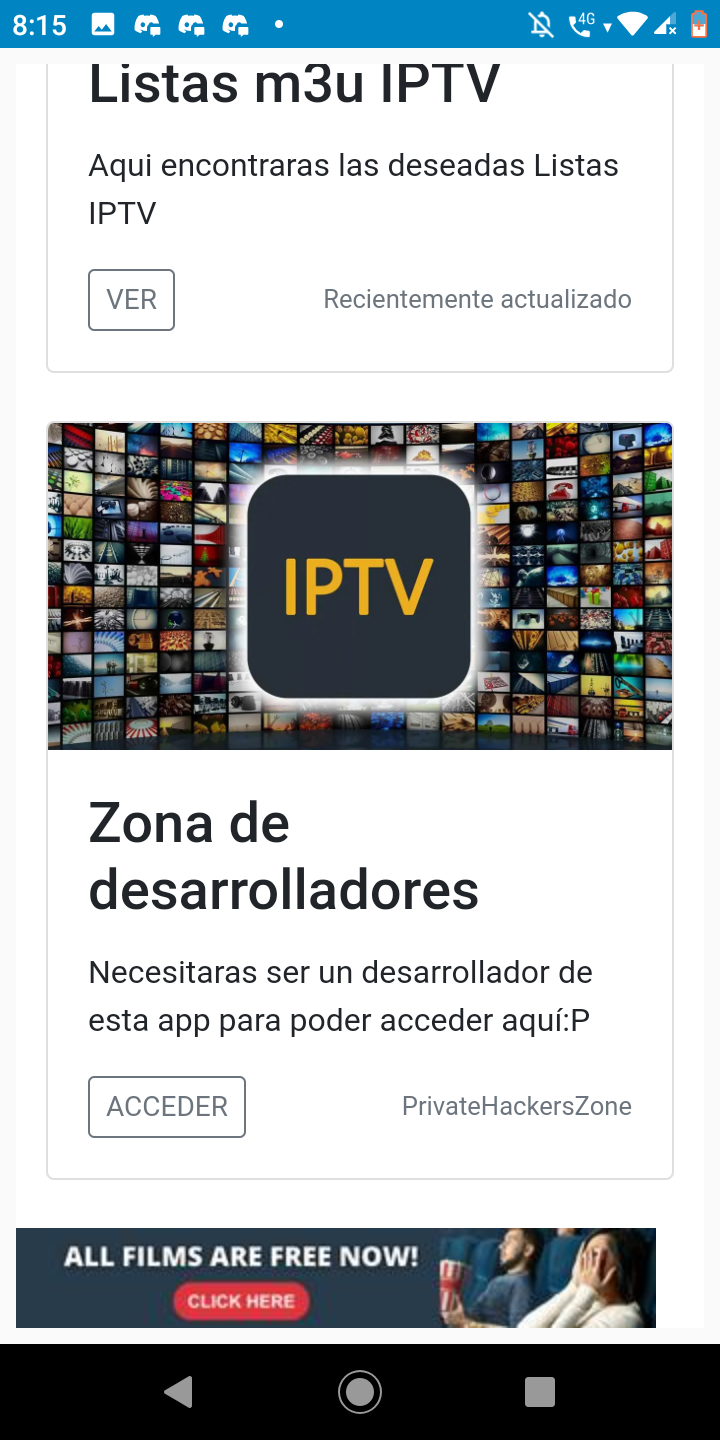 8:15
4G
Listas m3u IPTV
Aqui encontraras las deseadas Listas
IPTV
VER
Recientemente actualizado
IPTV
Zona de
desarrolladores
Necesitaras ser un desarrollador de
esta app para poder acceder aquí:P
ACCEDER
PrivateHackersZone
ALL FILMS ARE FREE NOW!
CLICK HERE